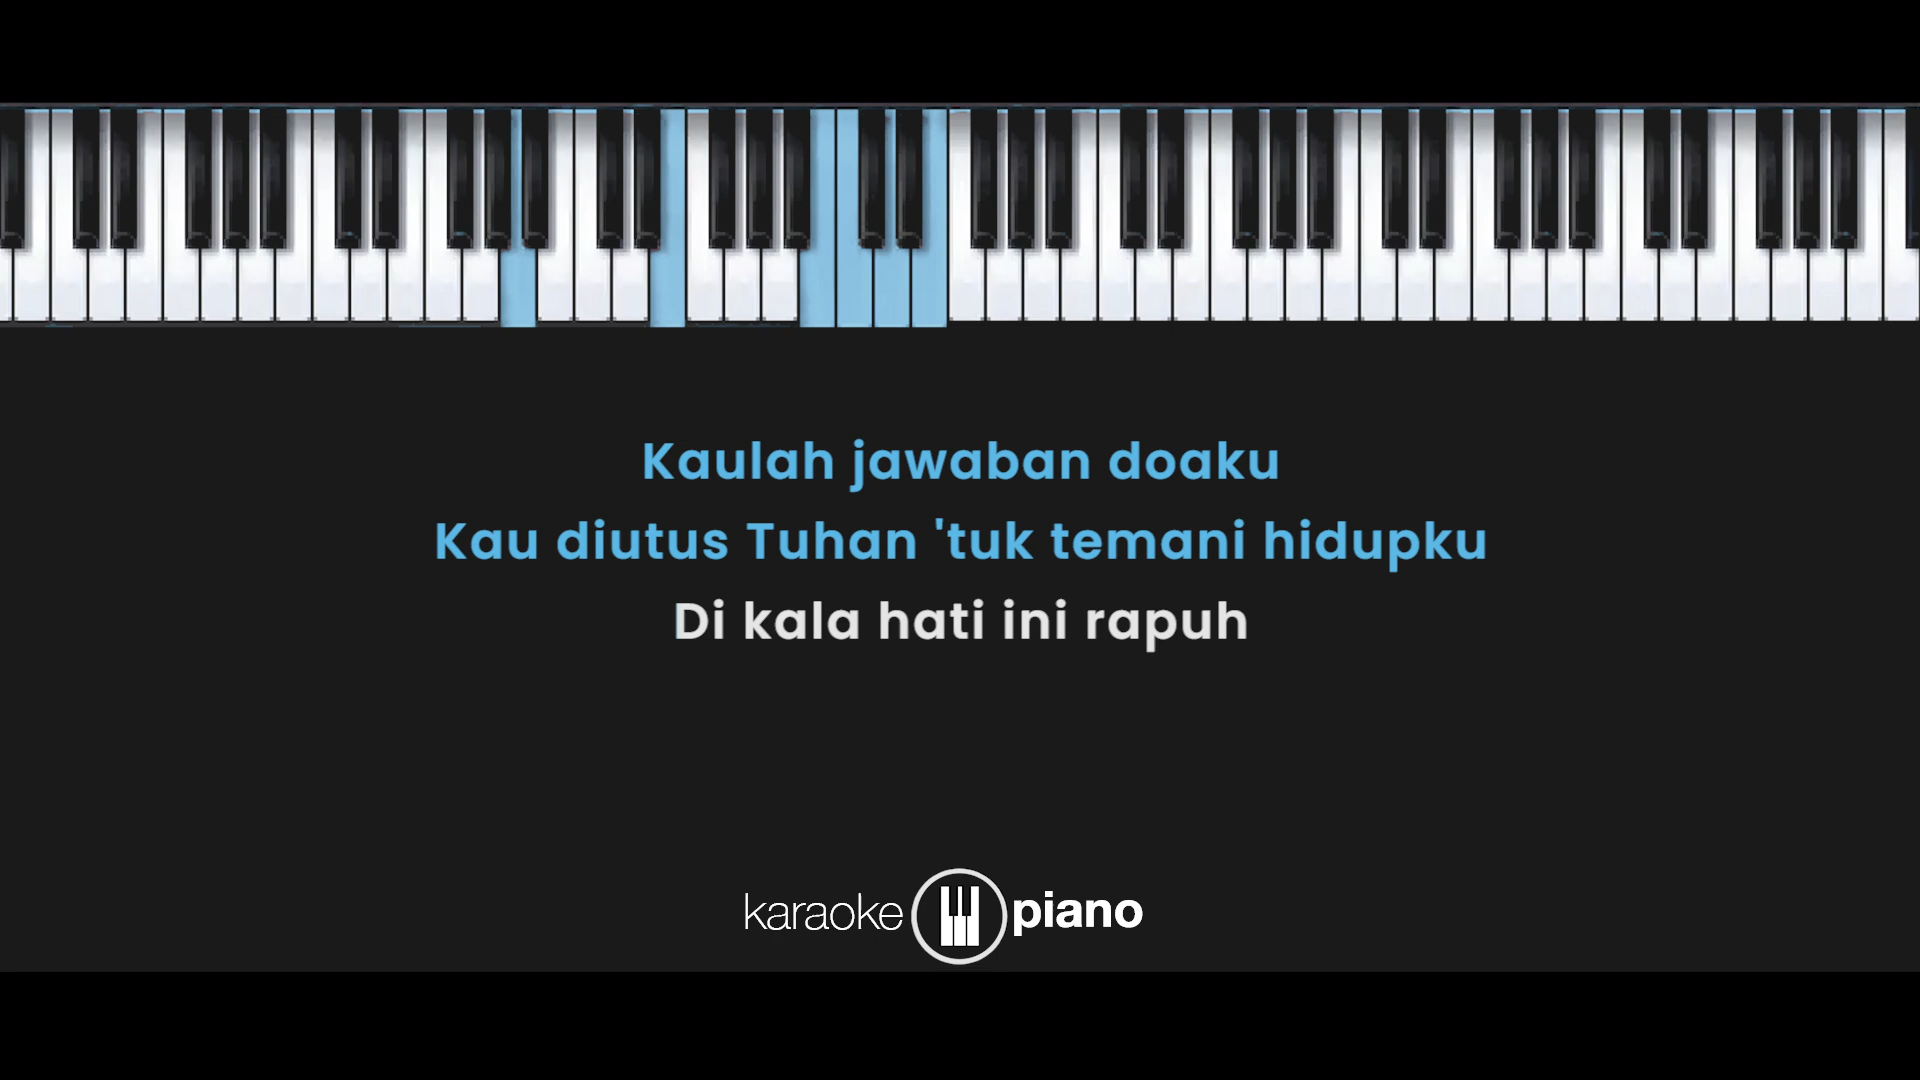 Kaulah jawaban doaku
Kau diutus Tuhan 'tuk temani hidupku
Di kala hati ini rapuh
karaoke piano